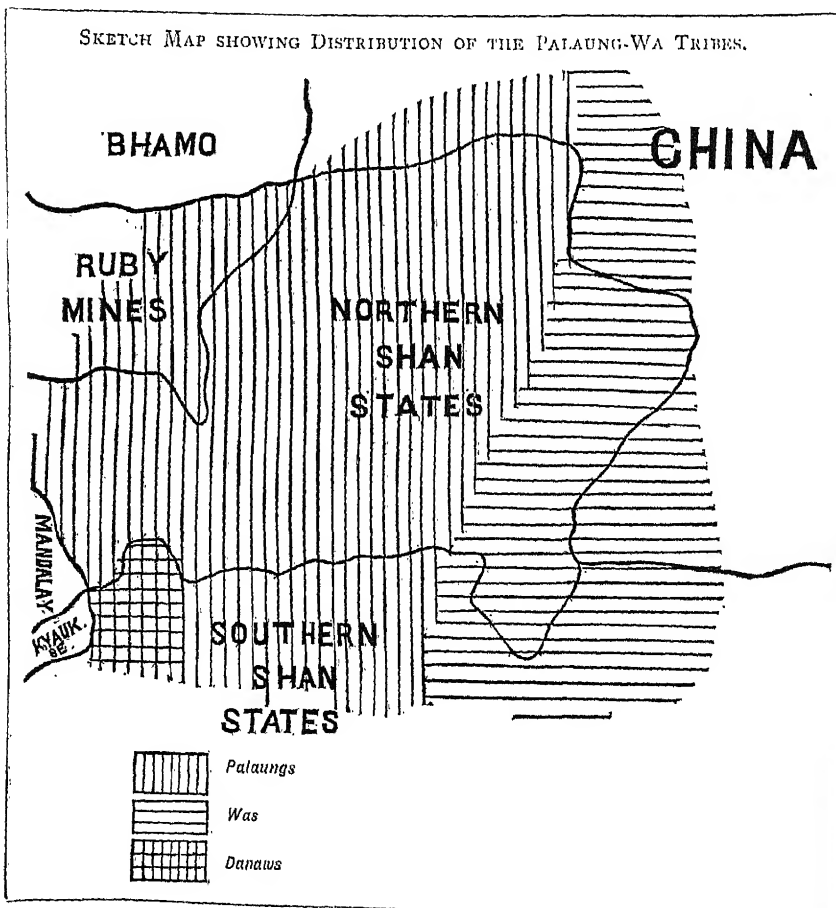 SKETCH MAP SHOWING DISTRIBUTION OF THE PALAUNG-WA TRIBES.
BHAMO
CHINA
RUBY
MINES
NORTHERN
SHAN
STATES
MANDALAY.
KYAUK.
SE.
SOUTHERN
SHAN
STATES
Palaungs
Was
Danaws